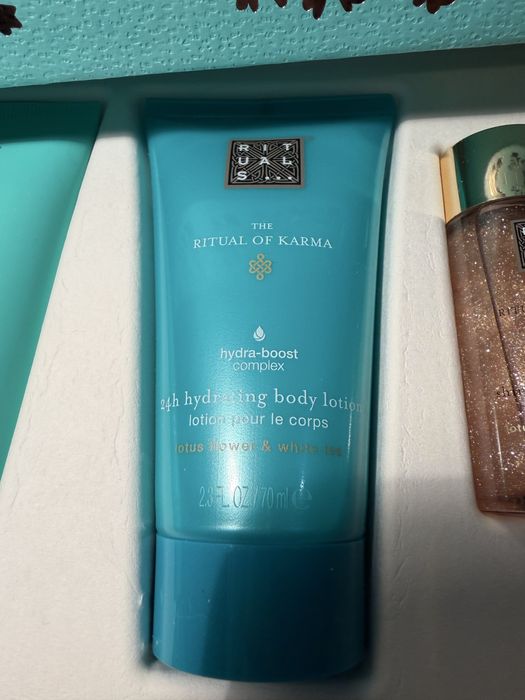 RIT
UALS
S...
THE
RITUAL OF KARMA
hydra-boost
complex
24h hydrating body lotion
lotion pour le corps
lotus flower & white tea
2.3 FL. OZ/70 ml e